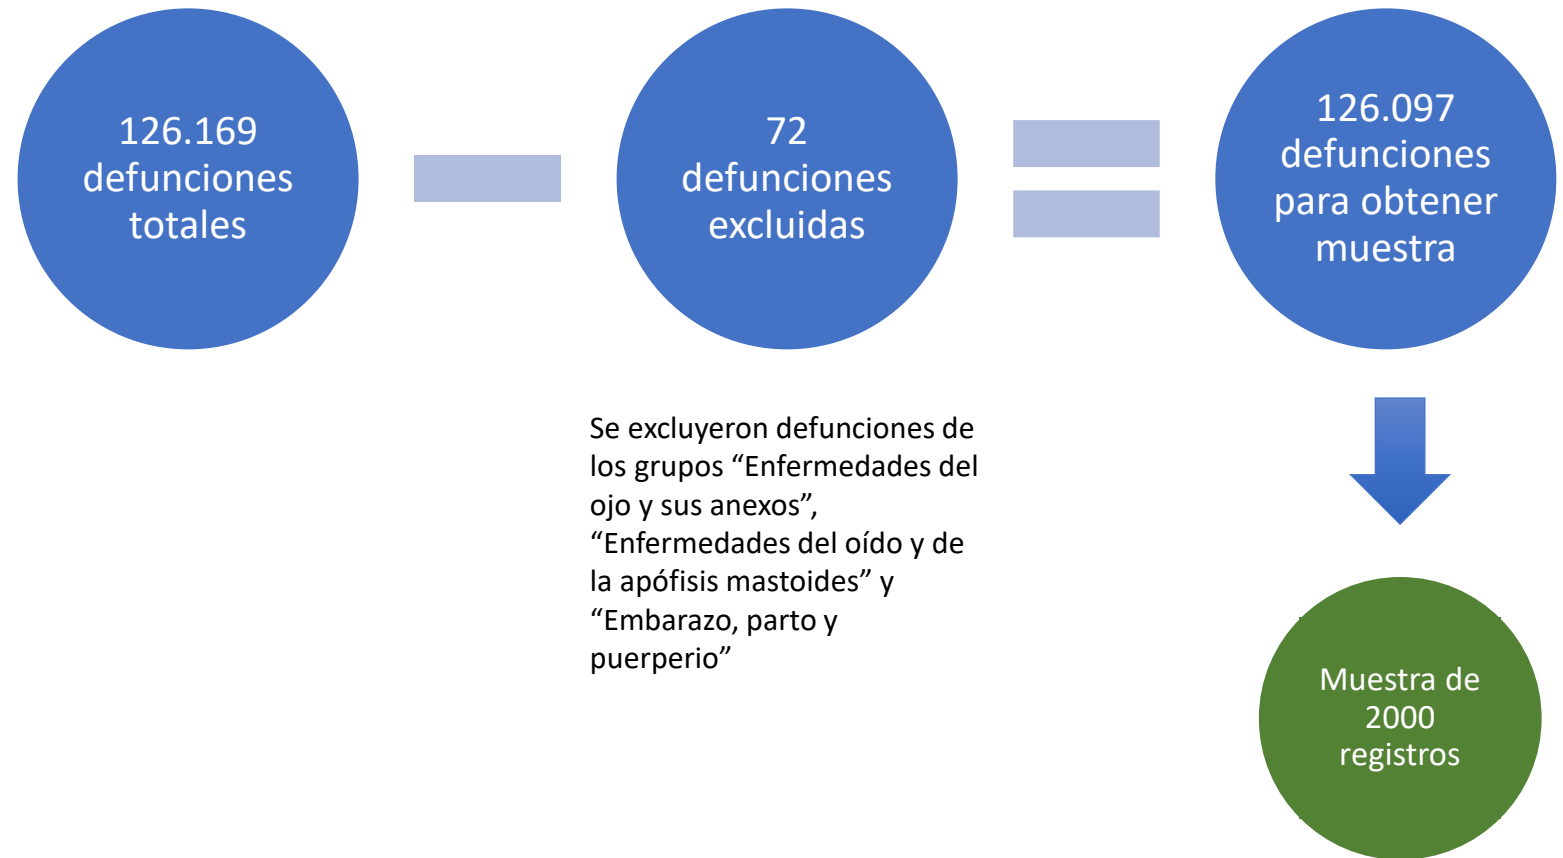 126.169
defunciones
totales
72
defunciones
excluidas
126.097
defunciones
para obtener
muestra
Se excluyeron defunciones de
los grupos “Enfermedades del
ojo y sus anexos”,
“Enfermedades del oído y de
la apófisis mastoides” y
“Embarazo, parto y
puerperio”
Muestra de
2000
registros